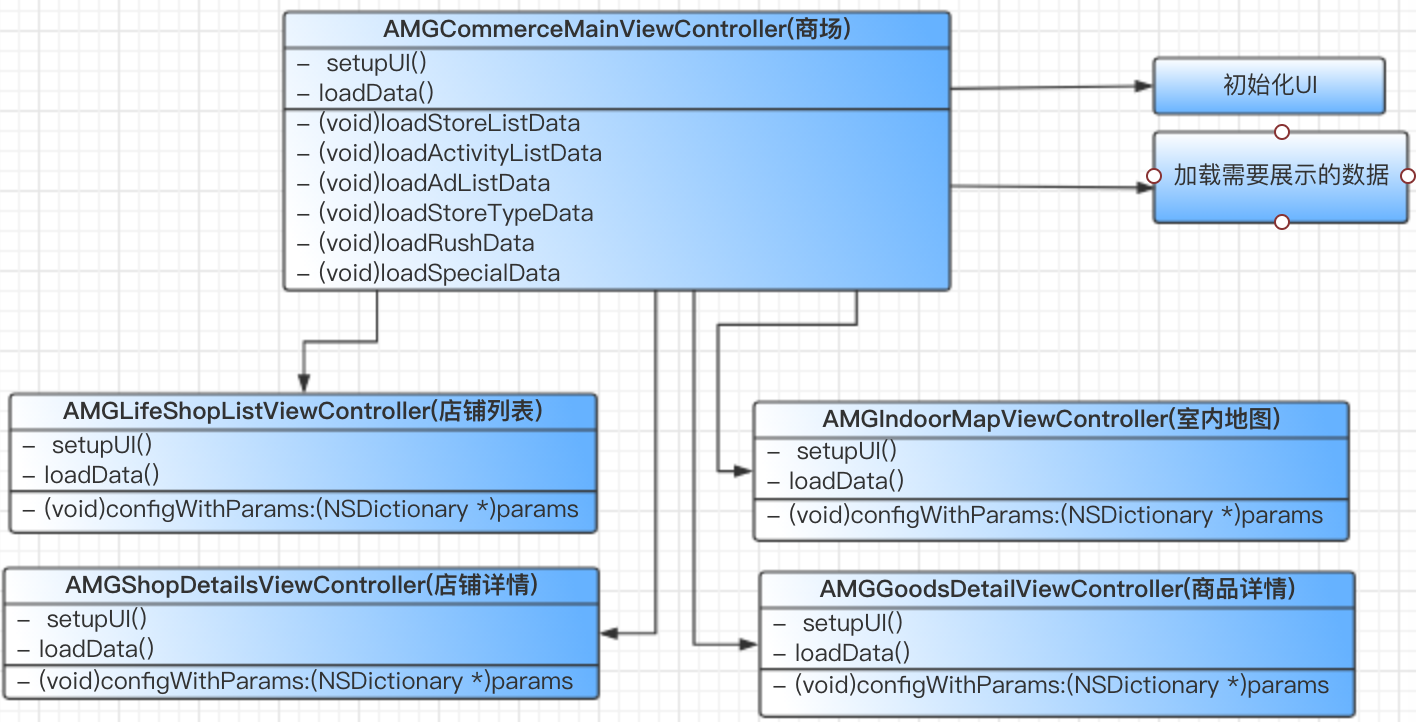 AMGCommerceMainViewController(商场)
– setupUI()
– loadData()
– (void)loadStoreListData
– (void)loadActivityListData
– (void)loadAdListData
– (void)loadStoreTypeData
– (void)loadRushData
– (void)loadSpecialData
初始化UI
加载需要展示的数据
AMGLifeShopListViewController(店铺列表)
– setupUI()
– loadData()
– (void)configWithParams:(NSDictionary *)params
AMGIndoorMapViewController(室内地图)
– setupUI()
– loadData()
– (void)configWithParams:(NSDictionary *)params
AMGShopDetailsViewController(店铺详情)
– setupUI()
– loadData()
– (void)configWithParams:(NSDictionary *)params
AMGGoodsDetailViewController(商品详情)
– setupUI()
– loadData()
– (void)configWithParams:(NSDictionary *)params